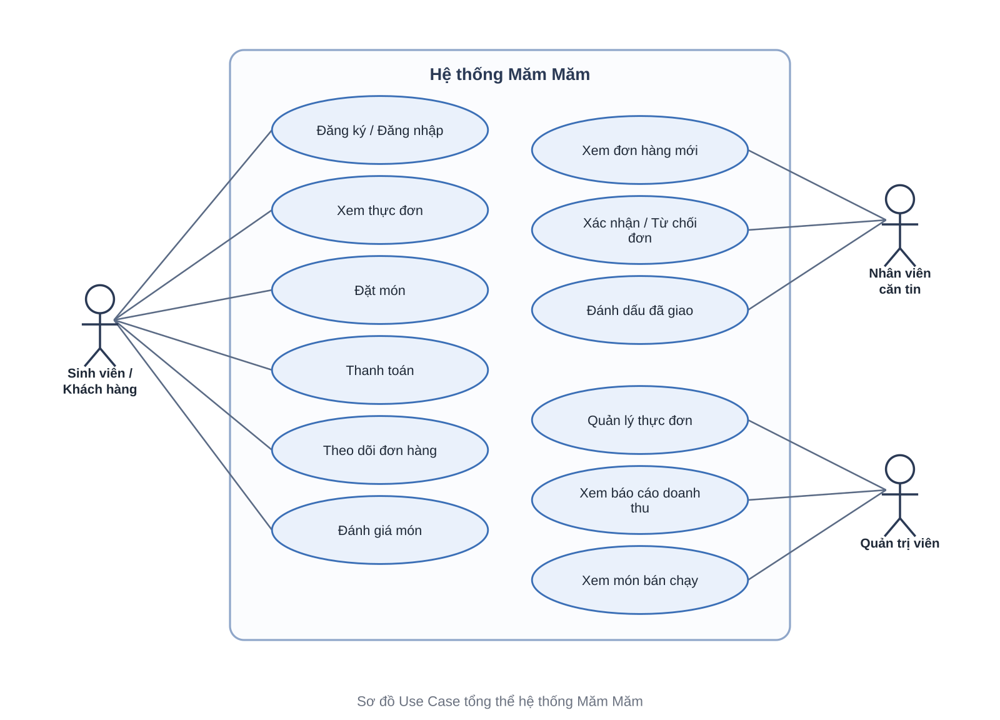 Hệ thống Măm Măm
Đăng ký / Đăng nhập
Xem thực đơn
Đặt món
Thanh toán
Theo dõi đơn hàng
Đánh giá món
Xem đơn hàng mới
Xác nhận / Từ chối
đơn
Đánh dấu đã giao
Quản lý thực đơn
Xem báo cáo doanh
thu
Xem món bán chạy
Sinh viên /
Khách hàng
Nhân viên
căn tin
Quản trị viên
Sơ đồ Use Case tổng thể hệ thống Măm Măm